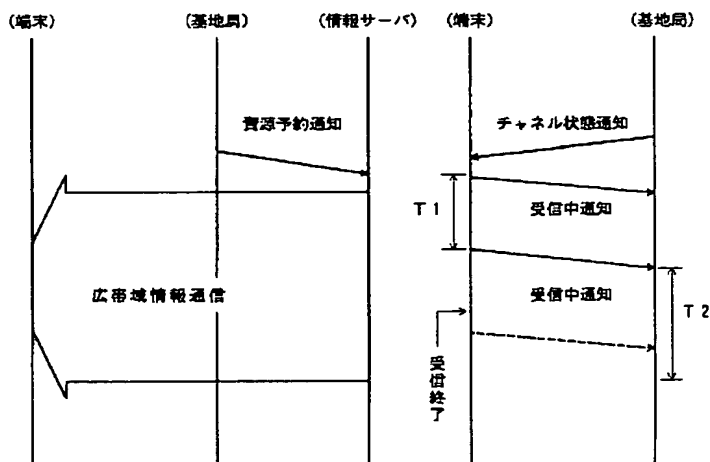 (端末) (基地局) (情報サーバ) (端末) (基地局)
資源予約通知 チャネル状態通知
T1 受信中通知
広帯域情報通信 受信中通知 T2
受信終了